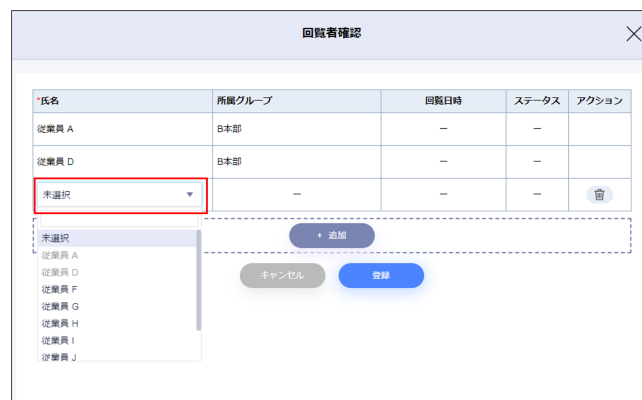 回覧者確認
*氏名 所属グループ 回覧日時 ステータス アクション
従業員 A B本部 － －
従業員 D B本部 － －
未選択 － － －
+ 追加
未選択
従業員 A
従業員 D
キャンセル 登録
従業員 F
従業員 G
従業員 H
従業員 I
従業員 J